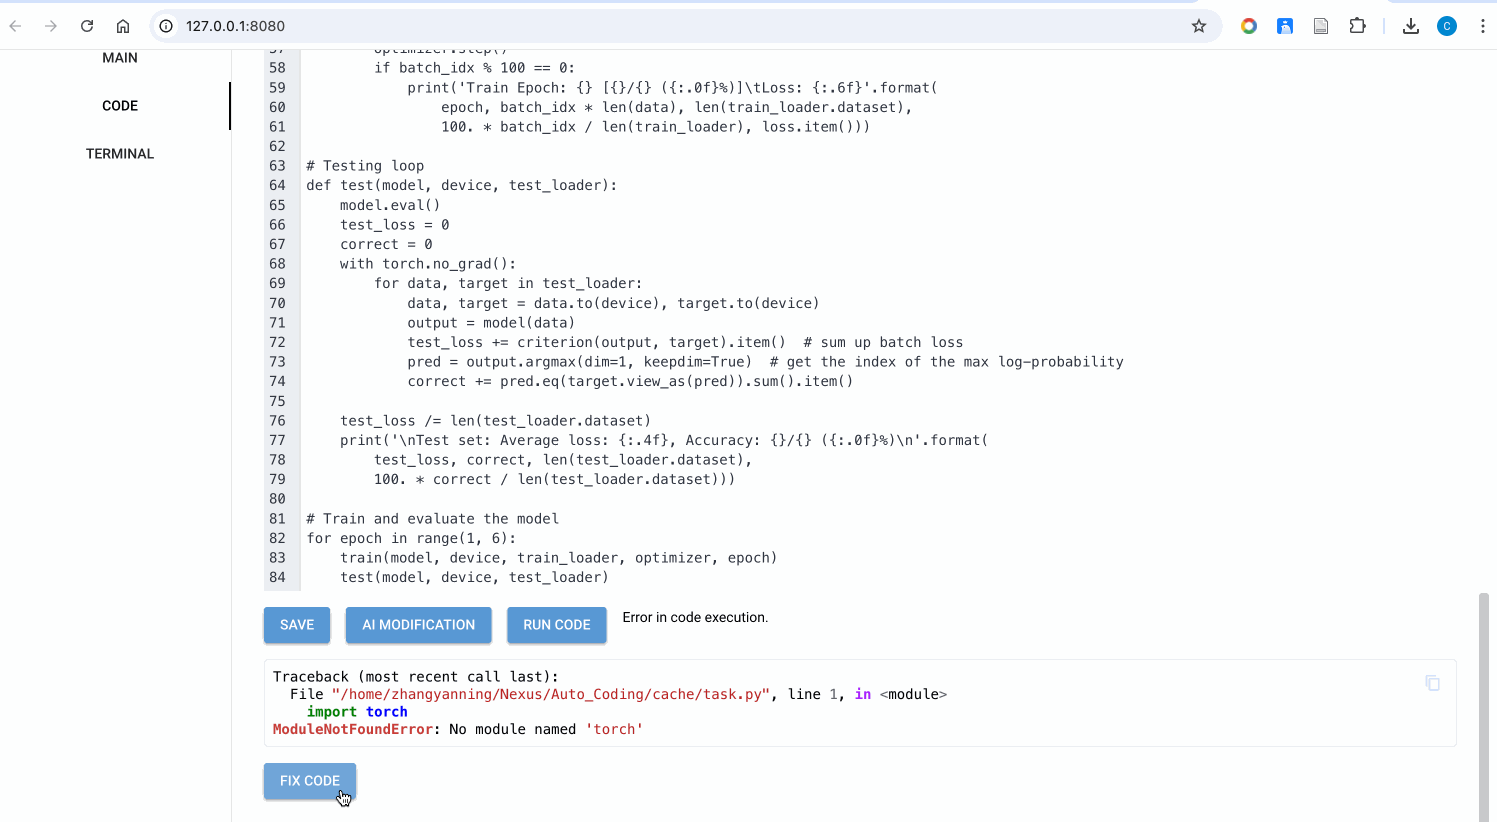 127.0.0.1:8080
C
MAIN
CODE
TERMINAL
57 optimizer.step()
58 if batch_idx % 100 == 0:
59 print('Train Epoch: {} [{}/{} ({:.0f}%)]\tLoss: {:.6f}'.format(
60 epoch, batch_idx * len(data), len(train_loader.dataset),
61 100. * batch_idx / len(train_loader), loss.item()))
62
63 # Testing loop
64 def test(model, device, test_loader):
65 model.eval()
66 test_loss = 0
67 correct = 0
68 with torch.no_grad():
69 for data, target in test_loader:
70 data, target = data.to(device), target.to(device)
71 output = model(data)
72 test_loss += criterion(output, target).item()  # sum up batch loss
73 pred = output.argmax(dim=1, keepdim=True)  # get the index of the max log-probability
74 correct += pred.eq(target.view_as(pred)).sum().item()
75
76 test_loss /= len(test_loader.dataset)
77 print('\nTest set: Average loss: {:.4f}, Accuracy: {}/{} ({:.0f}%)\n'.format(
78 test_loss, correct, len(test_loader.dataset),
79 100. * correct / len(test_loader.dataset)))
80
81 # Train and evaluate the model
82 for epoch in range(1, 6):
83 train(model, device, train_loader, optimizer, epoch)
84 test(model, device, test_loader)
SAVE
AI MODIFICATION
RUN CODE
Error in code execution.
Traceback (most recent call last):
File "/home/zhangyanning/Nexus/Auto_Coding/cache/task.py", line 1, in <module>
import torch
ModuleNotFoundError: No module named 'torch'
FIX CODE